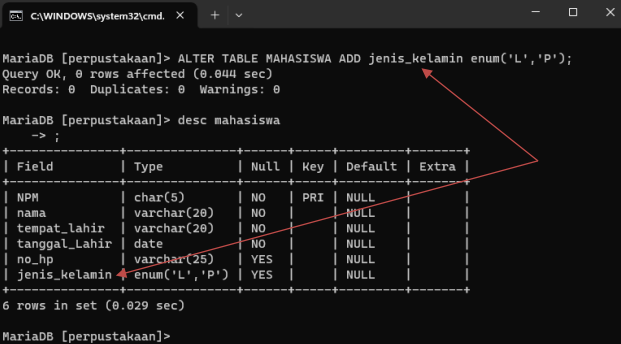 C:\WINDOWS\system32\cmd.
MariaDB [perpustakaan]> ALTER TABLE MAHASISWA ADD jenis_kelamin enum('L','P');
Query OK, 0 rows affected (0.044 sec)
Records: 0  Duplicates: 0  Warnings: 0
MariaDB [perpustakaan]> desc mahasiswa
    -> ;
+---------------+---------------+------+-----+---------+-------+
| Field         | Type          | Null | Key | Default | Extra |
+---------------+---------------+------+-----+---------+-------+
| NPM           | char(5)       | NO   | PRI | NULL    |       |
| nama          | varchar(20)   | NO   |     | NULL    |       |
| tempat_lahir  | varchar(20)   | NO   |     | NULL    |       |
| tanggal_Lahir | date          | NO   |     | NULL    |       |
| no_hp         | varchar(25)   | YES  |     | NULL    |       |
| jenis_kelamin | enum('L','P') | YES  |     | NULL    |       |
+---------------+---------------+------+-----+---------+-------+
6 rows in set (0.029 sec)
MariaDB [perpustakaan]>